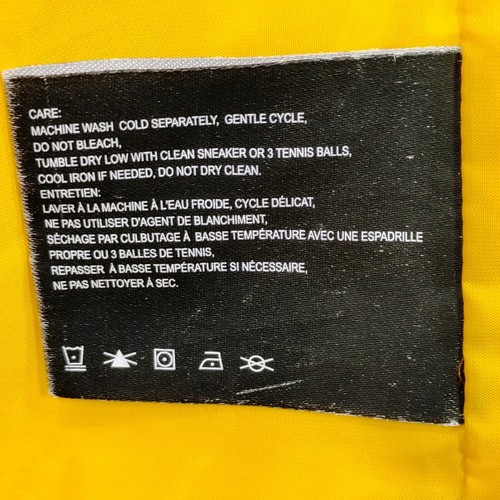 CARE:
MACHINE WASH COLD SEPARATELY, GENTLE CYCLE,
DO NOT BLEACH,
TUMBLE DRY LOW WITH CLEAN SNEAKER OR 3 TENNIS BALLS,
COOL IRON IF NEEDED, DO NOT DRY CLEAN.
ENTRETIEN:
LAVER À LA MACHINE À L'EAU FROIDE, CYCLE DÉLICAT,
NE PAS UTILISER D'AGENT DE BLANCHIMENT,
SÉCHAGE PAR CULBUTAGE À BASSE TEMPÉRATURE AVEC UNE ESPADRILLE
PROPRE OU 3 BALLES DE TENNIS,
REPASSER À BASSE TEMPÉRATURE SI NÉCESSAIRE,
NE PAS NETTOYER À SEC.